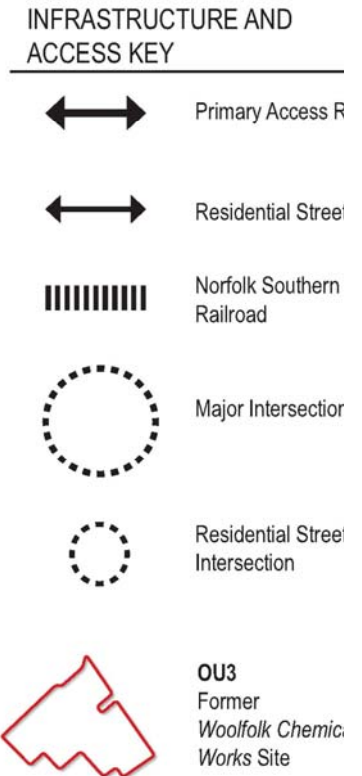 INFRASTRUCTURE AND
ACCESS KEY
Primary Access R
Residential Street
Norfolk Southern
Railroad
Major Intersection
Residential Street
Intersection
OU3
Former
Woolfolk Chemica
Works Site